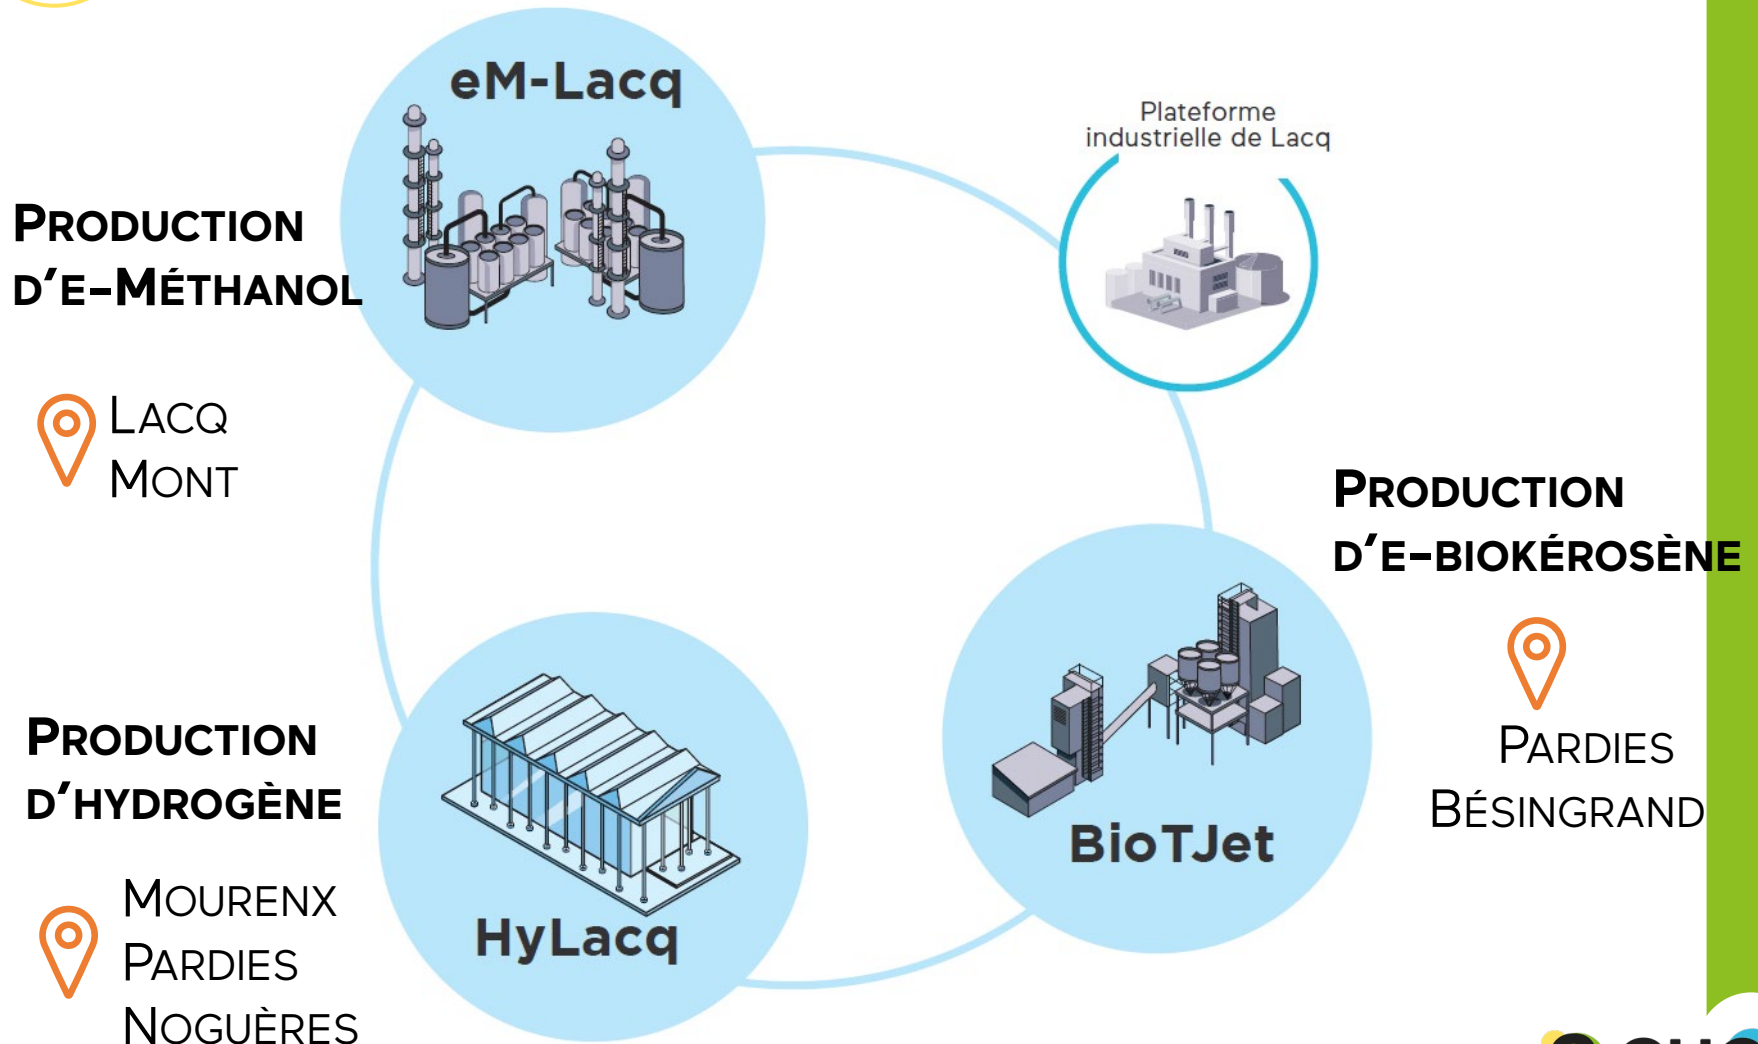 eM-Lacq
Plateforme
industrielle de Lacq
PRODUCTION
D'E-MÉTHANOL
LACQ
MONT
PRODUCTION
D'E-BIOKÉROSÈNE
PARDIES
BÉSINGRAND
BioTJet
PRODUCTION
D'HYDROGÈNE
MOURENX
PARDIES
NOGUÈRES
HyLacq